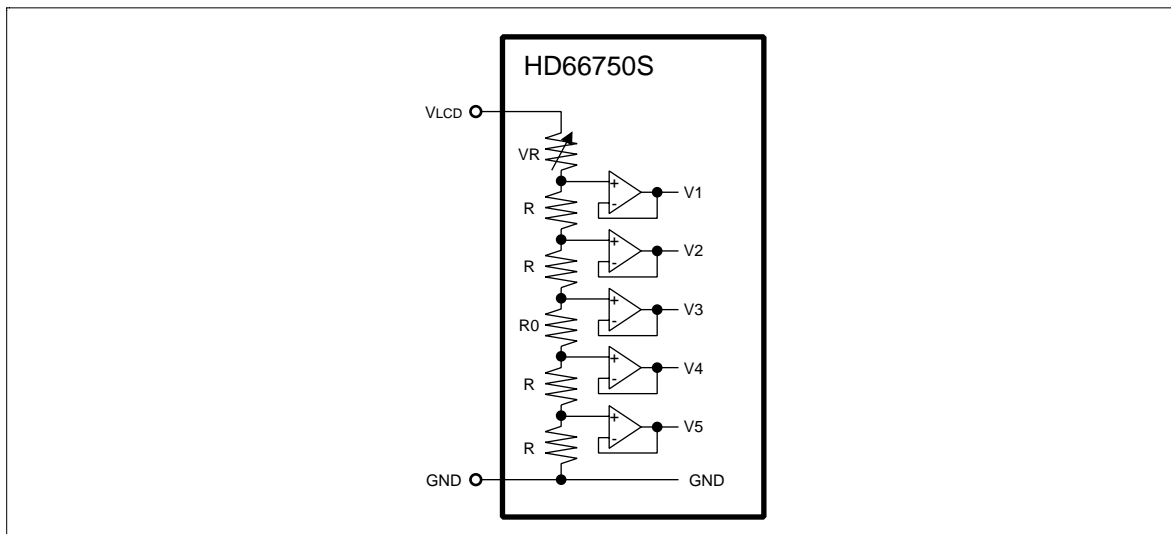 HD66750S
VLCD
VR
+
-
V1
R
+
-
V2
R
+
-
V3
R0
+
-
V4
R
+
-
V5
R
GND
GND